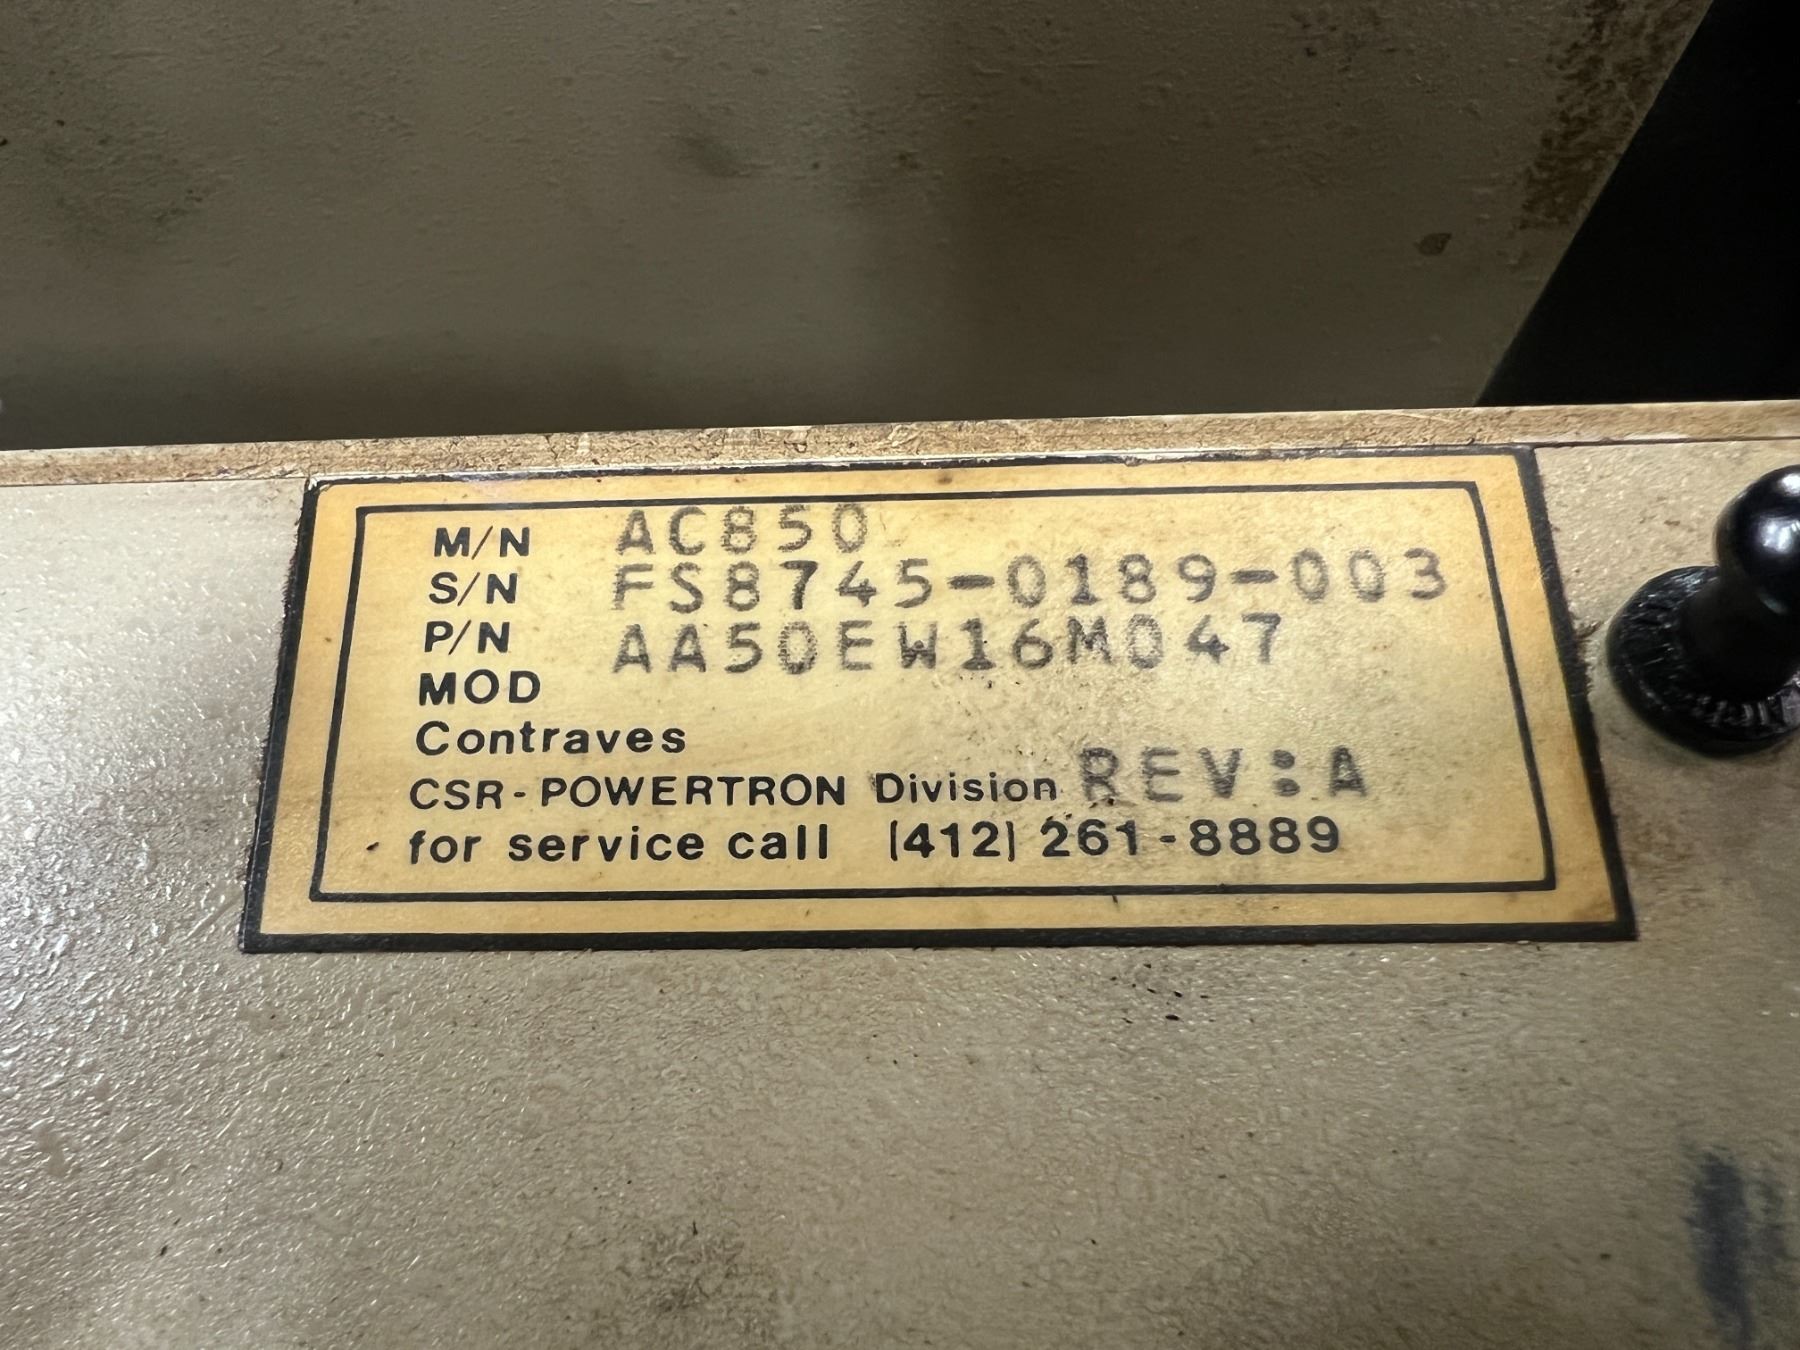 M/N AC850
S/N FS8745-0189-003
P/N AA50EW16M047
MOD
Contraves
CSR-POWERTRON Division REV:A
for service call (412) 261-8889